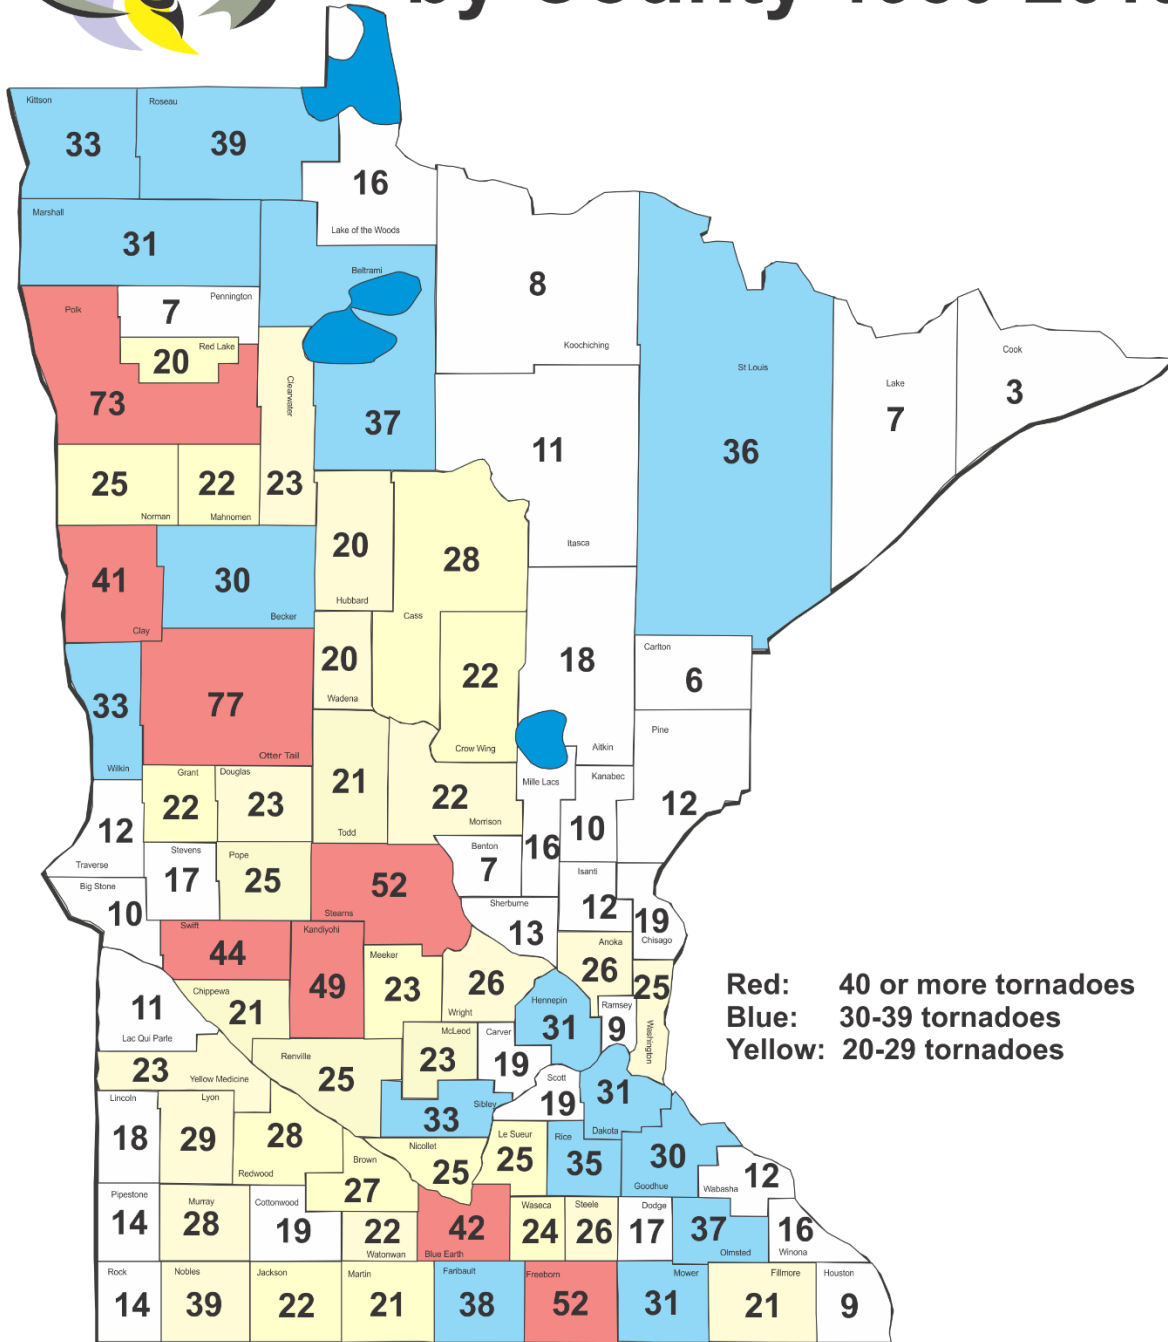 by County
Kittson
33
Roseau
39
16
Lake of the Woods
Marshall
31
Beltrami
37
8
Koochiching
Polk
73
7
Pennington
Red Lake
20
Clearwater
23
St Louis
36
Lake
7
Cook
3
11
Itasca
25
Norman
22
Mahnomen
20
Hubbard
28
Cass
41
Clay
30
Becker
20
Wadena
22
Crow Wing
18
Aitkin
Carlton
6
33
Wilkin
77
Otter Tail
Pine
12
Grant
22
Douglas
23
21
Todd
22
Morrison
Mille Lacs
16
Kanabec
10
12
Traverse
Stevens
17
Pope
25
52
Stearns
Benton
7
Isanti
12
Big Stone
10
Swift
44
Kandiyohi
49
Sherburne
13
19
Chisago
Meeker
23
26
Wright
Anoka
26
25
Washington
11
Lac Qui Parle
Chippewa
21
Hennepin
31
Ramsey
9
Red: 40 or more tornadoes
Blue: 30-39 tornadoes
Yellow: 20-29 tornadoes
23
Yellow Medicine
Renville
25
McLeod
23
Carver
19
Scott
19
31
Dakota
Lincoln
18
Lyon
29
28
Redwood
33
Sibley
Nicollet
25
Le Sueur
25
Rice
35
30
Goodhue
12
Wabasha
Brown
27
Pipestone
14
Murray
28
Cottonwood
19
22
Watonwan
42
Blue Earth
Waseca
24
Steele
26
Dodge
17
37
Olmsted
16
Winona
Rock
14
Nobles
39
Jackson
22
Martin
21
Faribault
38
Freeborn
52
Mower
31
Fillmore
21
Houston
9